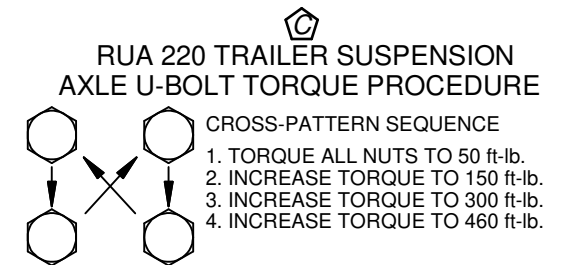 C
RUA 220 TRAILER SUSPENSION
AXLE U-BOLT TORQUE PROCEDURE
CROSS-PATTERN SEQUENCE
1. TORQUE ALL NUTS TO 50 ft-lb.
2. INCREASE TORQUE TO 150 ft-lb.
3. INCREASE TORQUE TO 300 ft-lb.
4. INCREASE TORQUE TO 460 ft-lb.